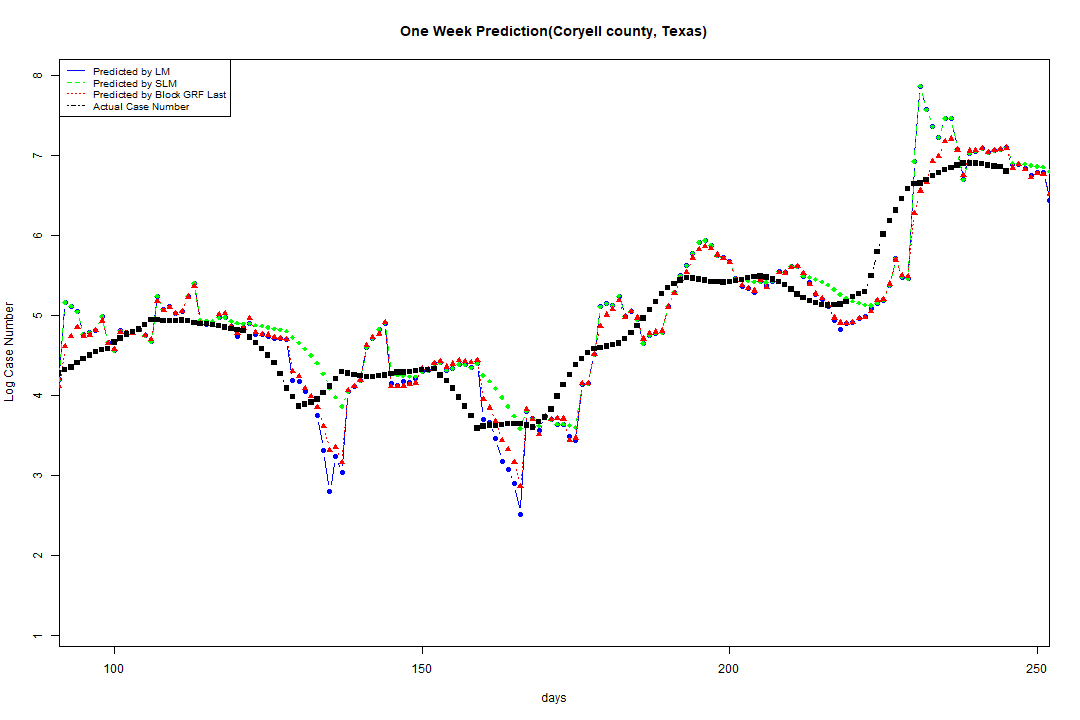 One Week Prediction(Coryell county, Texas)
Predicted by LM
Predicted by SLM
Predicted by Block GRF Last
Actual Case Number
Log Case Number
8
7
6
5
4
3
2
1
100 150 200 250
days